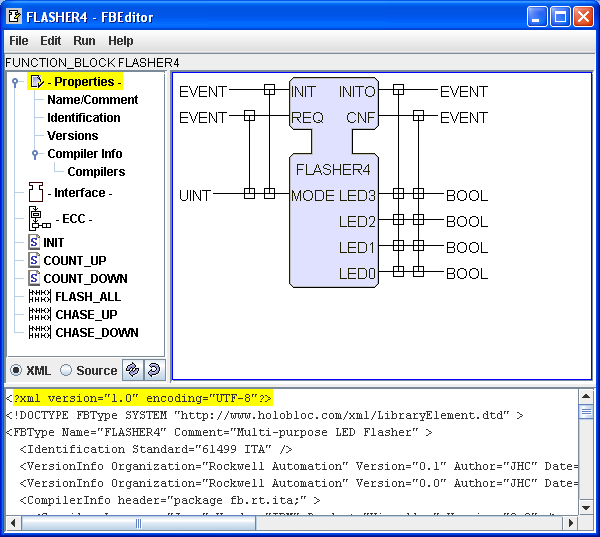 FLASHER4 - FBEditor
File Edit Run Help
FUNCTION_BLOCK FLASHER4
- Properties -
Name/Comment
Identification
Versions
Compiler Info
Compilers
- Interface -
- ECC -
S INIT
S COUNT_UP
S COUNT_DOWN
FLASH_ALL
CHASE_UP
CHASE_DOWN
XML Source
EVENT INIT INITO EVENT
EVENT REQ CNF EVENT
FLASHER4
UINT MODE LED3 BOOL
LED2 BOOL
LED1 BOOL
LED0 BOOL
<?xml version="1.0" encoding="UTF-8"?>
<!DOCTYPE FBType SYSTEM "http://www.holobloc.com/xml/LibraryElement.dtd" >
<FBType Name="FLASHER4" Comment="Multi-purpose LED Flasher" >
<Identification Standard="61499 ITA" />
<VersionInfo Organization="Rockwell Automation" Version="0.1" Author="JHC" Date=
<VersionInfo Organization="Rockwell Automation" Version="0.0" Author="JHC" Date=
<CompilerInfo header="package fb.rt.ita;" >